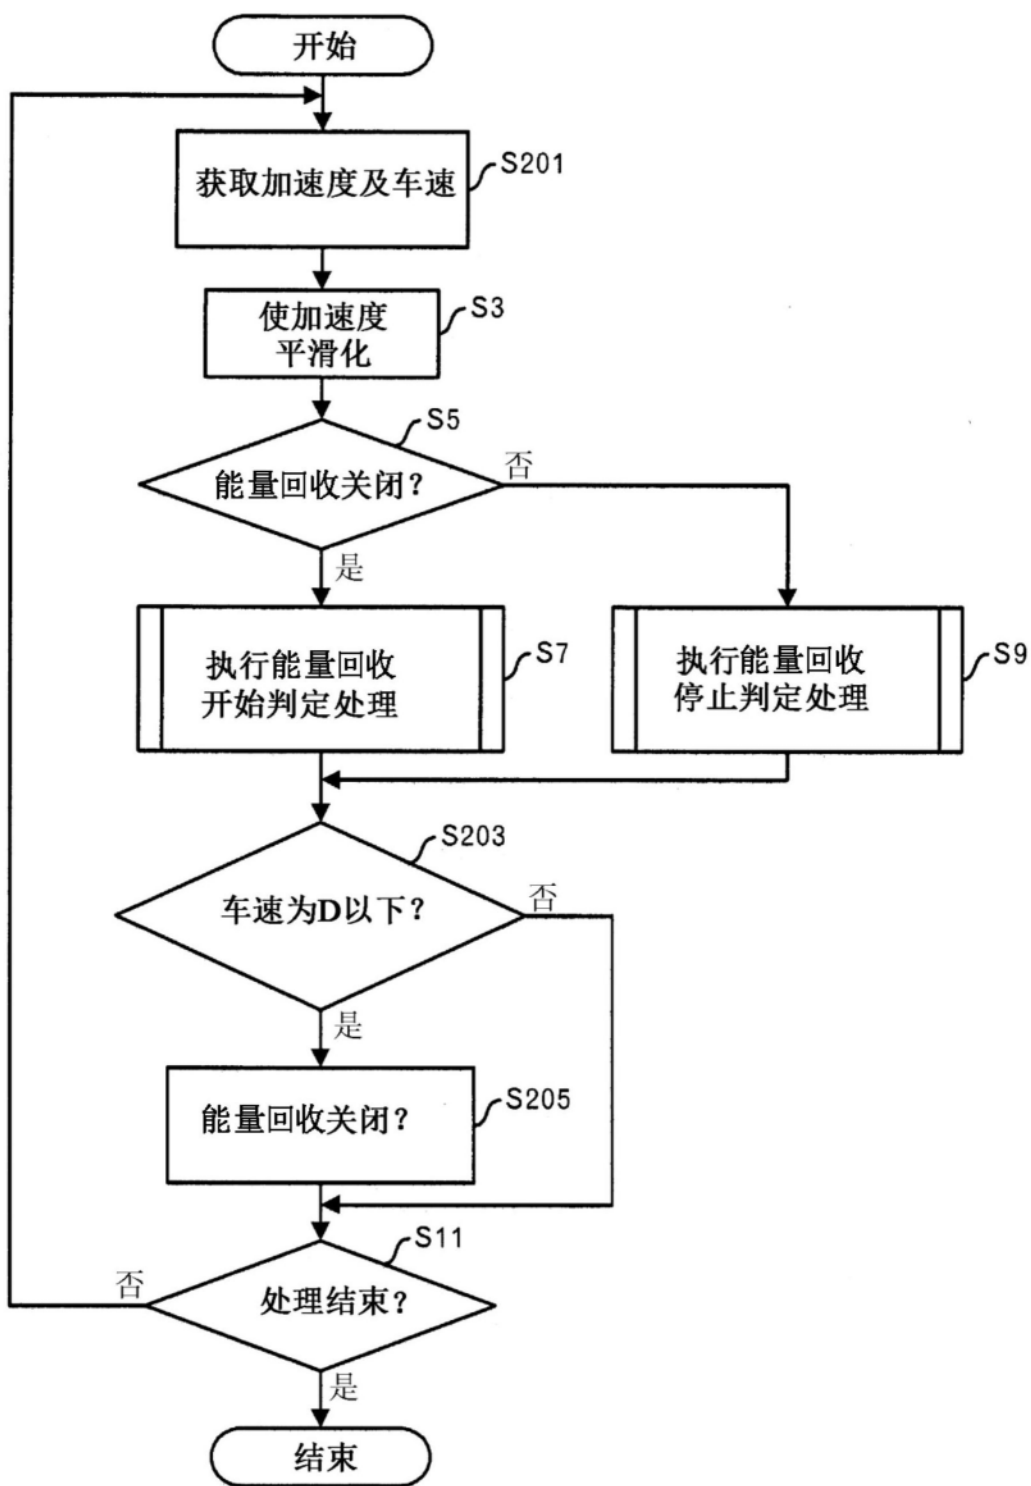 开始
获取加速度及车速
S201
使加速度
平滑化
S3
S5
能量回收关闭?
否
是
执行能量回收
开始判定处理
S7
执行能量回收
停止判定处理
S9
S203
车速为D以下?
否
是
能量回收关闭?
S205
S11
处理结束?
否
是
结束